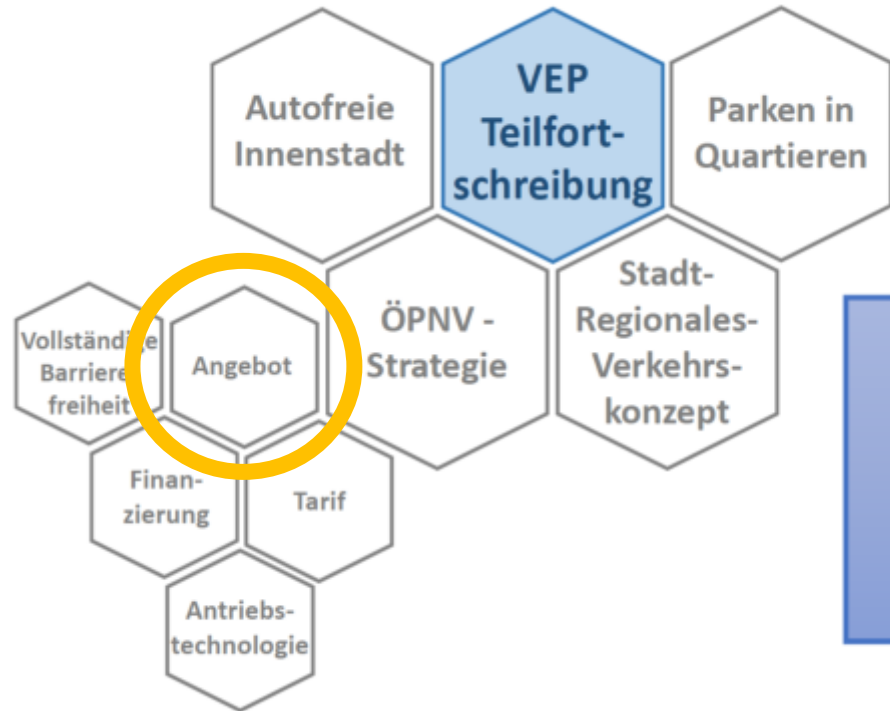 Autofreie
Innenstadt
VEP
Teilfort-
schreibung
Parken in
Quartieren
Vollständige
Barriere
freiheit
Angebot
ÖPNV -
Strategie
Stadt-
Regionales-
Verkehrs-
konzept
Finan-
zierung
Tarif
Antriebs-
technologie